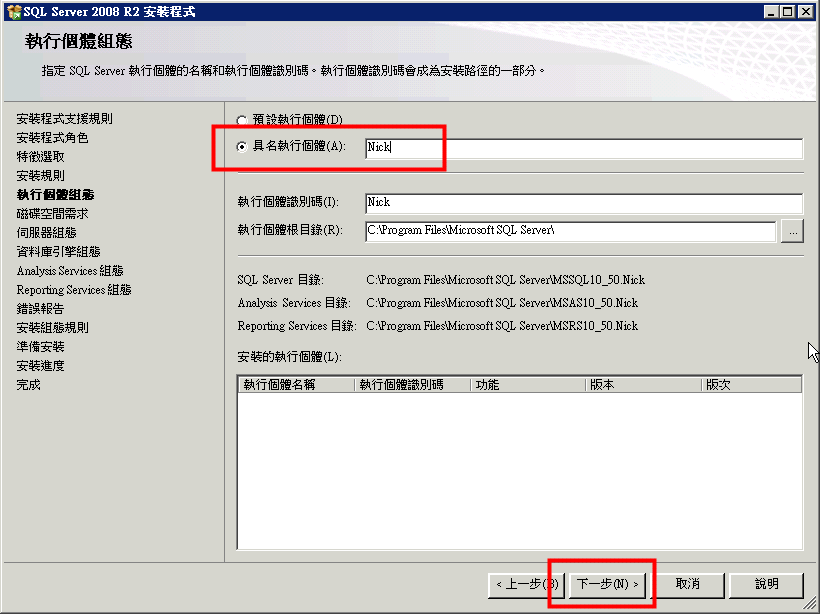 SQL Server 2008 R2 安裝程式
執行個體組態
指定 SQL Server 執行個體的名稱和執行個體識別碼。執行個體識別碼會成為安裝路徑的一部分。
安裝程式支援規則
安裝程式角色
特徵選取
安裝規則
執行個體組態
磁碟空間需求
伺服器組態
資料庫引擎組態
Analysis Services 組態
Reporting Services 組態
錯誤報告
安裝組態規則
準備安裝
安裝進度
完成
預設執行個體(D)
具名執行個體(A): Nick
執行個體識別碼(I): Nick
執行個體根目錄(R): C:\Program Files\Microsoft SQL Server\ ...
SQL Server 目錄: C:\Program Files\Microsoft SQL Server\MSSQL10_50.Nick
Analysis Services 目錄: C:\Program Files\Microsoft SQL Server\MSAS10_50.Nick
Reporting Services 目錄: C:\Program Files\Microsoft SQL Server\MSRS10_50.Nick
安裝的執行個體(L):
執行個體名稱 執行個體識別碼 功能 版本 版次
< 上一步(B) 下一步(N) > 取消 說明